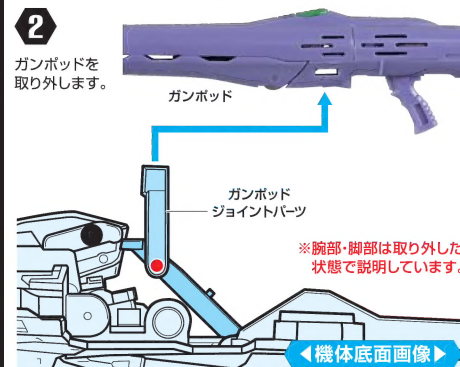 2
ガンポッドを
取り外します。
ガンポッド
ガンポッド
ジョイントパーツ
※腕部・脚部は取り外した
状態で説明しています。
◀機体底面画像▶